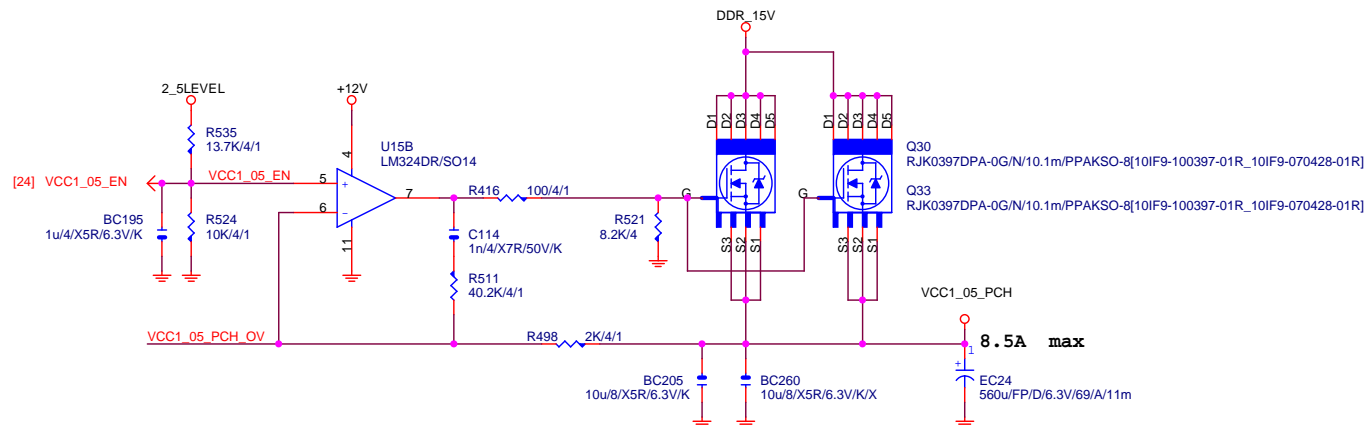 DDR_15V
2_5LEVEL
+12V
R535
13.7K/4/1
U15B
LM324DR/SO14
4
D1 D2 D3 D4 D5
D1 D2 D3 D4 D5
Q30
RJK0397DPA-0G/N/10.1m/PPAKSO-8[10IF9-100397-01R_10IF9-070428-01R]
[24] VCC1_05_EN
VCC1_05_EN
5
+
7
R416
100/4/1
G
G
Q33
RJK0397DPA-0G/N/10.1m/PPAKSO-8[10IF9-100397-01R_10IF9-070428-01R]
6
−
BC195
1u/4/X5R/6.3V/K
R524
10K/4/1
11
C114
1n/4/X7R/50V/K
R521
8.2K/4
S3 S2 S1
S3 S2 S1
R511
40.2K/4/1
VCC1_05_PCH
VCC1_05_PCH_OV
R498
2K/4/1
1
8.5A max
BC205
10u/8/X5R/6.3V/K
BC260
10u/8/X5R/6.3V/K/X
+
EC24
560u/FP/D/6.3V/69/A/11m